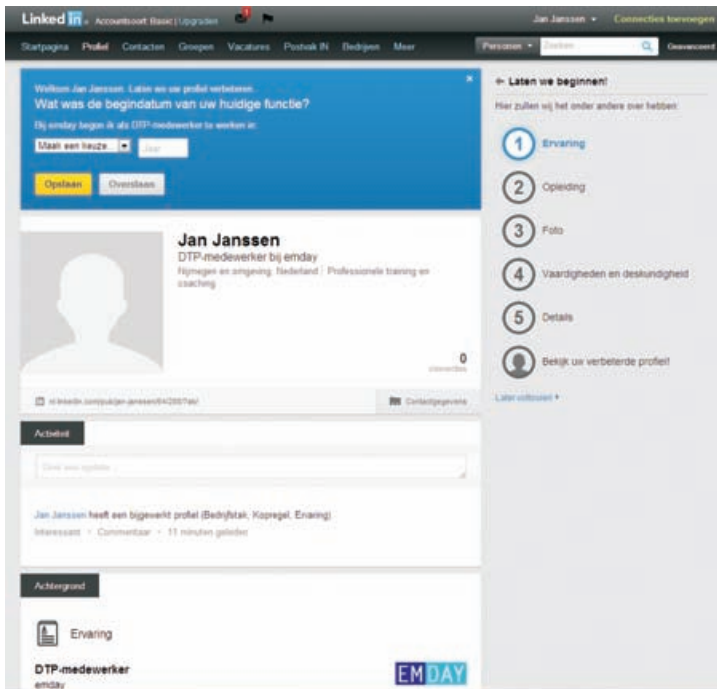 Linked in® Accountsoort: Basic | Upgraden 1 Jan Janssen Connecties toevoegen
Startpagina Profiel Contacten Groepen Vacatures Postvak IN Bedrijven Meer Personen Zoeken Geavanceerd
Welkom Jan Janssen. Laten we uw profiel verbeteren.
Wat was de begindatum van uw huidige functie?
Bij emday begon ik als DTP-medewerker te werken in:
Maak een keuze... Jaar
Opslaan Overslaan
Jan Janssen
DTP-medewerker bij emday
Nijmegen en omgeving, Nederland | Professionele training en
coaching
0
connecties
Contactgegevens
Activiteit
Deel een update...
Jan Janssen heeft een bijgewerkt profiel (Bedrijfstak, Kopregel, Ervaring)
Interessant • Commentaar • 11 minuten geleden
Achtergrond
Ervaring
DTP-medewerker
emday
EMDAY
Laten we beginnen!
Hier zullen wij het onder andere over hebben:
1 Ervaring
2 Opleiding
3 Foto
4 Vaardigheden en deskundigheid
5 Details
Bekijk uw verbeterde profiel!
Later voltooien